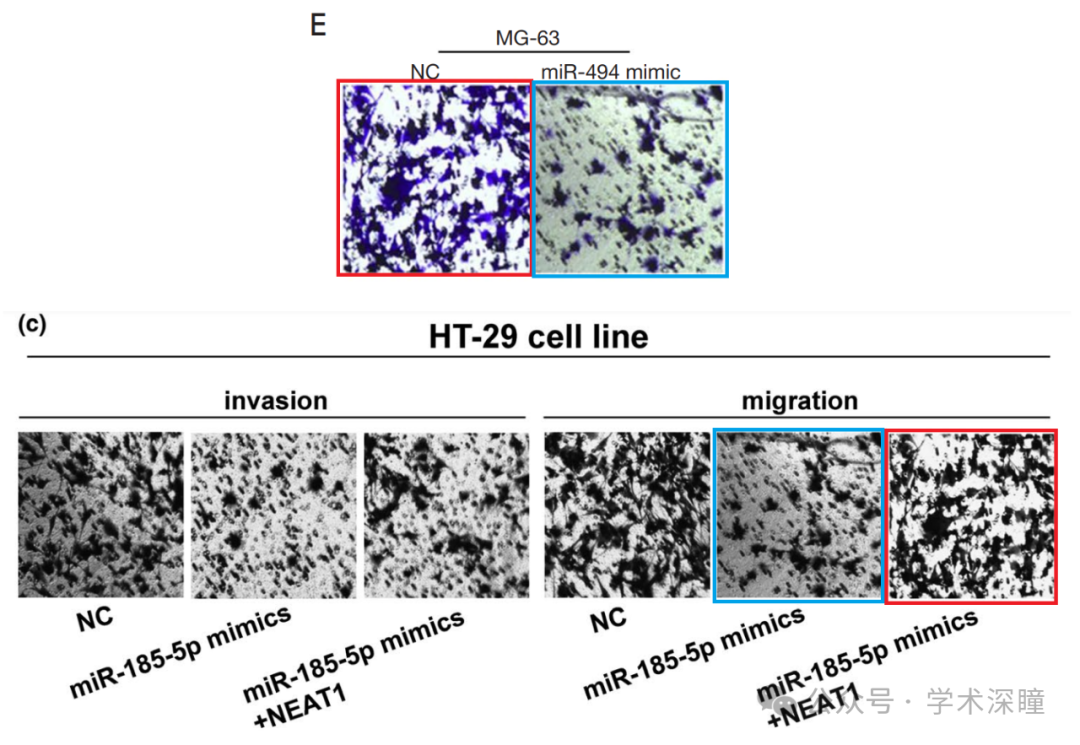 E
MG-63
NC miR-494 mimic
(c)
HT-29 cell line
invasion migration
NC miR-185-5p mimics miR-185-5p mimics
+NEAT1 NC miR-185-5p mimics miR-185-5p mimics
+NEAT1
公众号 · 学术深瞳